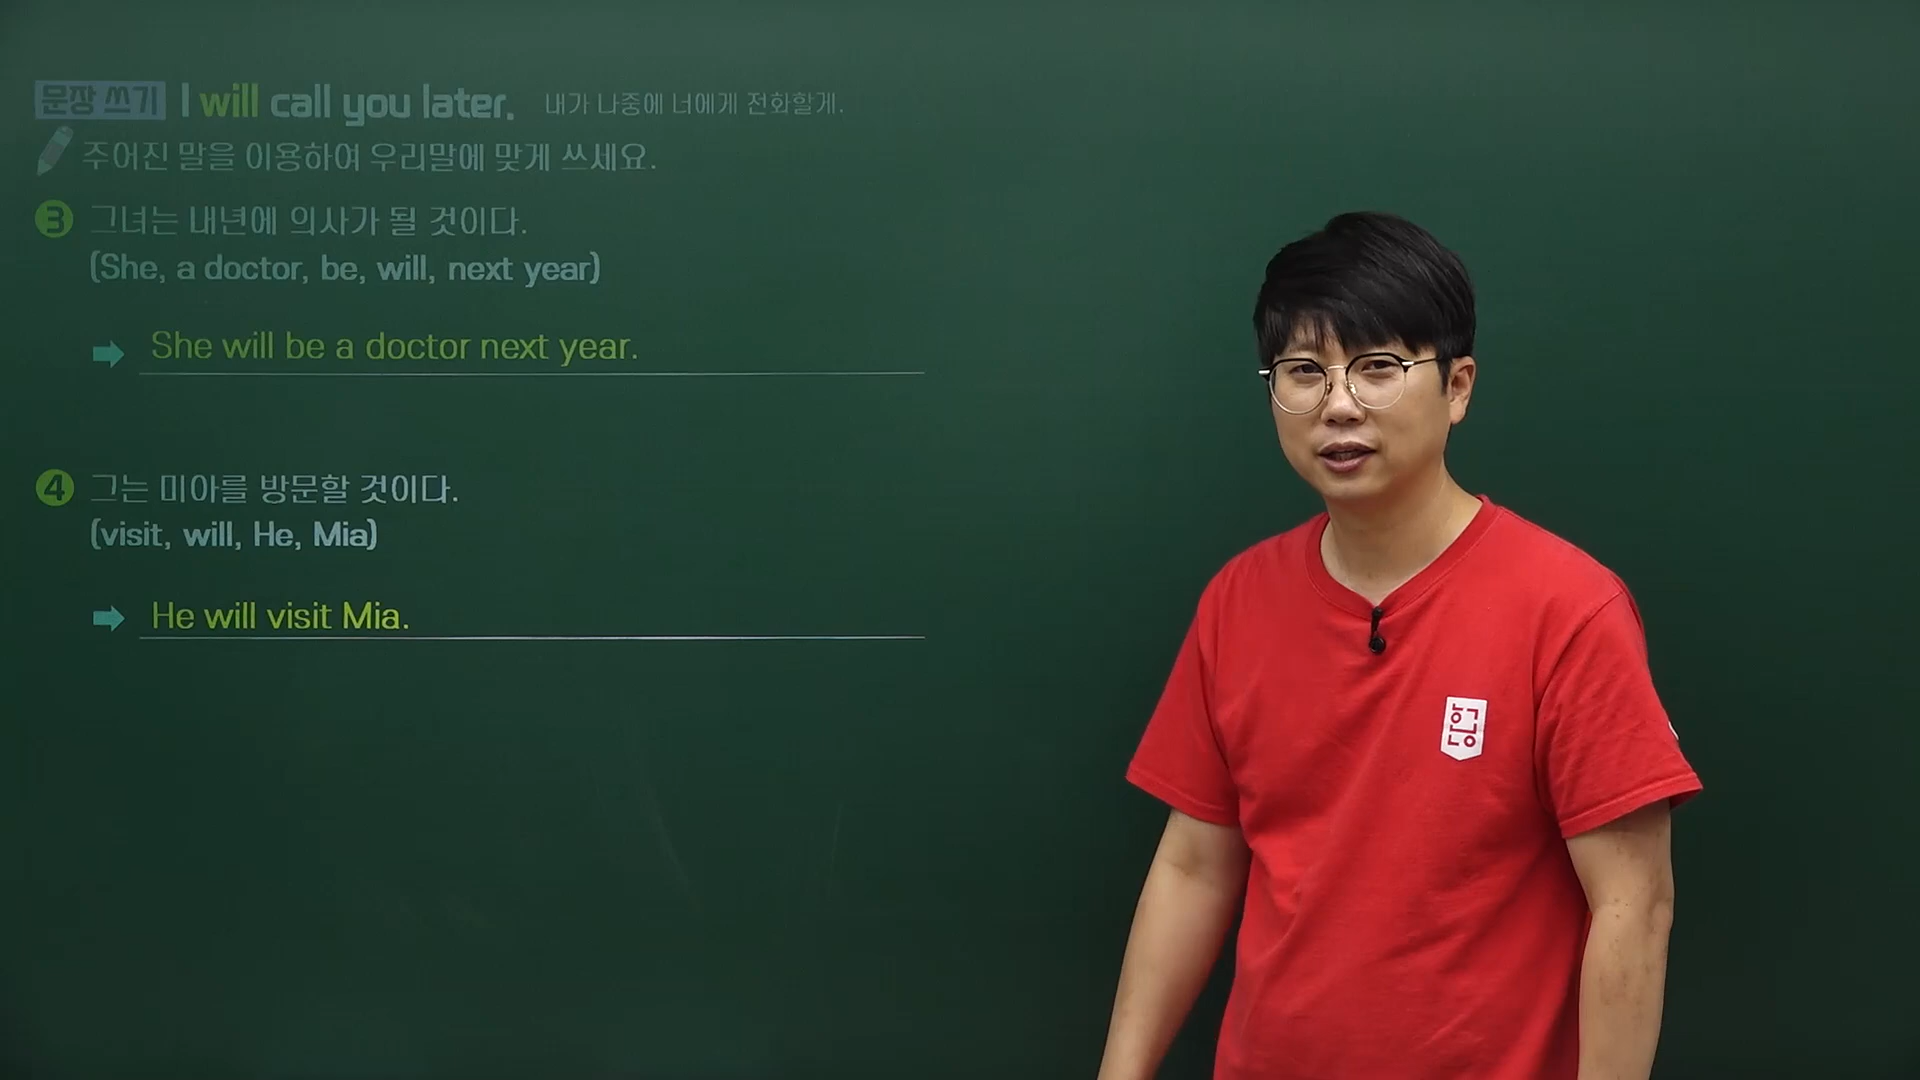 문장 쓰기 I will call you later. 내가 나중에 너에게 전화할게.
주어진 말을 이용하여 우리말에 맞게 쓰세요.
3 그녀는 내년에 의사가 될 것이다.
(She, a doctor, be, will, next year)
She will be a doctor next year.
4 그는 미아를 방문할 것이다.
(visit, will, He, Mia)
He will visit Mia.